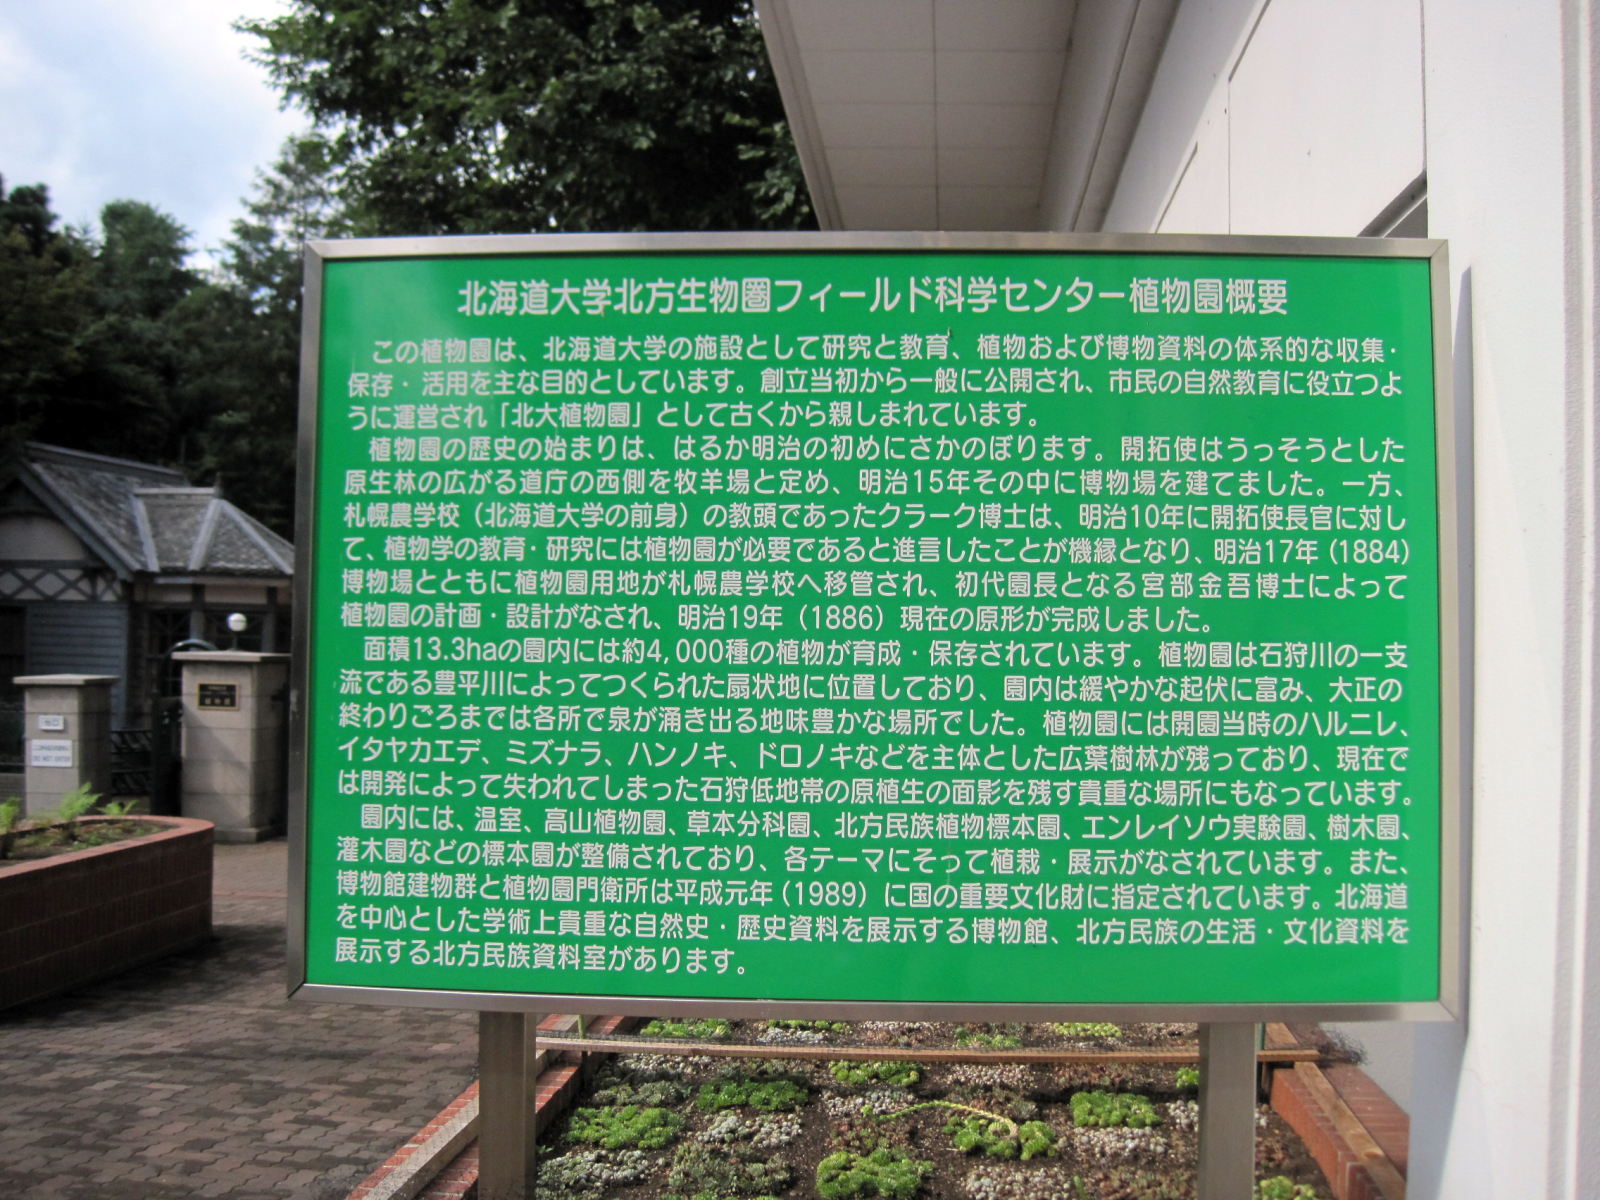 北海道大学北方生物圏フィールド科学センター植物園概要
この植物園は、北海道大学の施設として研究と教育、植物および博物資料の体系的な収集・
保存・活用を主な目的としています。創立当初から一般に公開され、市民の自然教育に役立つよ
うに運営され「北大植物園」として古くから親しまれています。
植物園の歴史の始まりは、はるか明治の初めにさかのぼります。開拓使はうっそうとした
原生林の広がる道庁の西側を牧羊場と定め、明治15年その中に博物場を建てました。一方、
札幌農学校（北海道大学の前身）の教頭であったクラーク博士は、明治10年に開拓使長官に対し
て、植物学の教育・研究には植物園が必要であると進言したことが機縁となり、明治17年（1884）
博物場とともに植物園用地が札幌農学校へ移管され、初代園長となる宮部金吾博士によって
植物園の計画・設計がなされ、明治19年（1886）現在の原形が完成しました。
面積13.3haの園内には約4,000種の植物が育成・保存されています。植物園は石狩川の一支
流である豊平川によってつくられた扇状地に位置しており、園内は緩やかな起伏に富み、大正の
終わりごろまでは各所で泉が涌き出る地味豊かな場所でした。植物園には開園当時のハルニレ、
イタヤカエデ、ミズナラ、ハンノキ、ドロノキなどを主体とした広葉樹林が残っており、現在で
は開発によって失われてしまった石狩低地帯の原植生の面影を残す貴重な場所にもなっています。
園内には、温室、高山植物園、草本分科園、北方民族植物標本園、エンレイソウ実験園、樹木園、
灌木園などの標本園が整備されており、各テーマにそって植栽・展示がなされています。また、
博物館建物群と植物園門衛所は平成元年（1989）に国の重要文化財に指定されています。北海道
を中心とした学術上貴重な自然史・歴史資料を展示する博物館、北方民族の生活・文化資料を
展示する北方民族資料室があります。